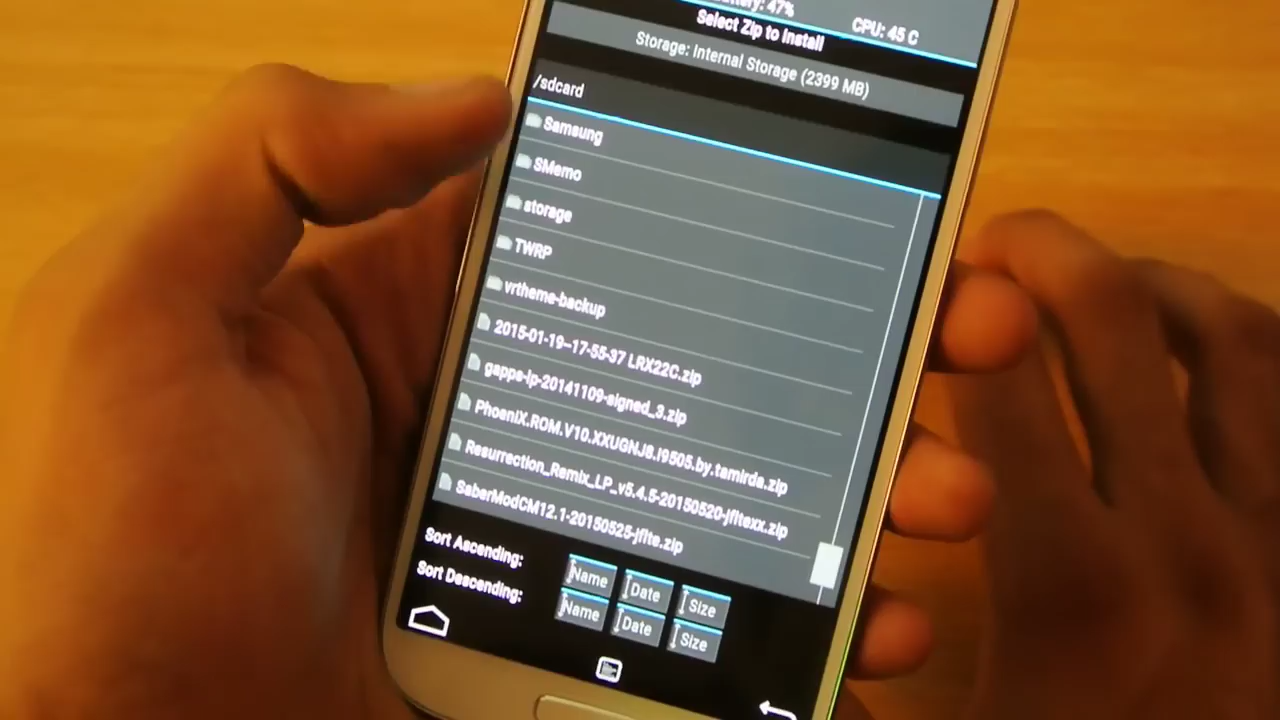 Battery: 47%
CPU: 45 C
Select Zip to Install
Storage: Internal Storage (2399 MB)
/sdcard
Samsung
SMemo
storage
TWRP
vrtheme-backup
2015-01-19--17-55-37 LRX22C.zip
gapps-lp-20141109-signed_3.zip
PhoeniX.ROM.V10.XXUGNJ8.I9505.by.tamirda.zip
Resurrection_Remix_LP_v5.4.5-20150520-jfltexx.zip
SaberModCM12.1-20150525-jflte.zip
Sort Ascending:
Name
Date
Size
Sort Descending:
Name
Date
Size